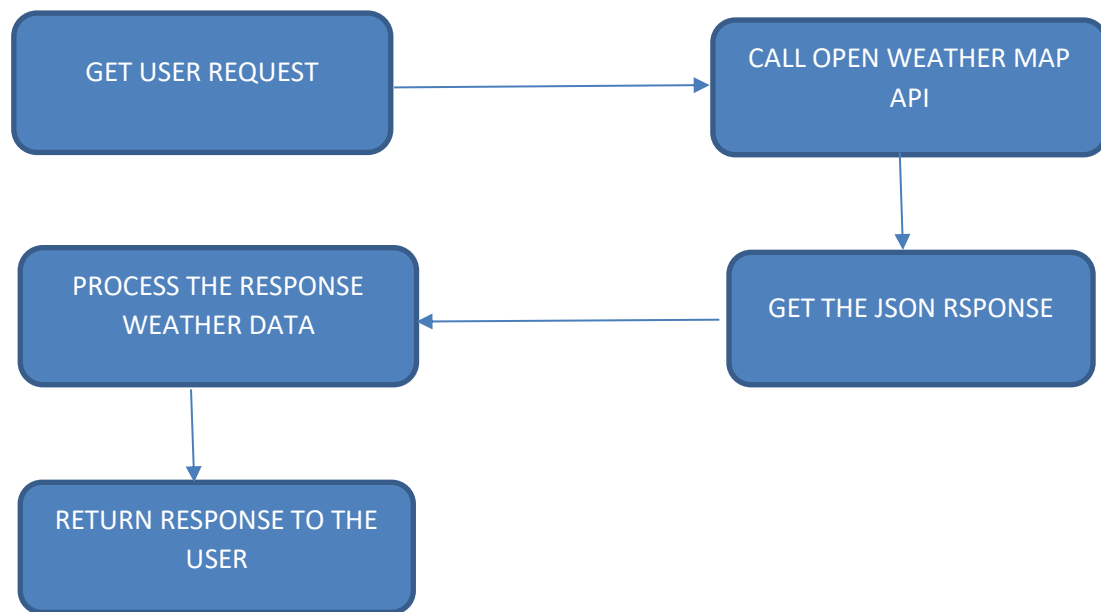 GET USER REQUEST
CALL OPEN WEATHER MAP
API
GET THE JSON RSPONSE
PROCESS THE RESPONSE
WEATHER DATA
RETURN RESPONSE TO THE
USER